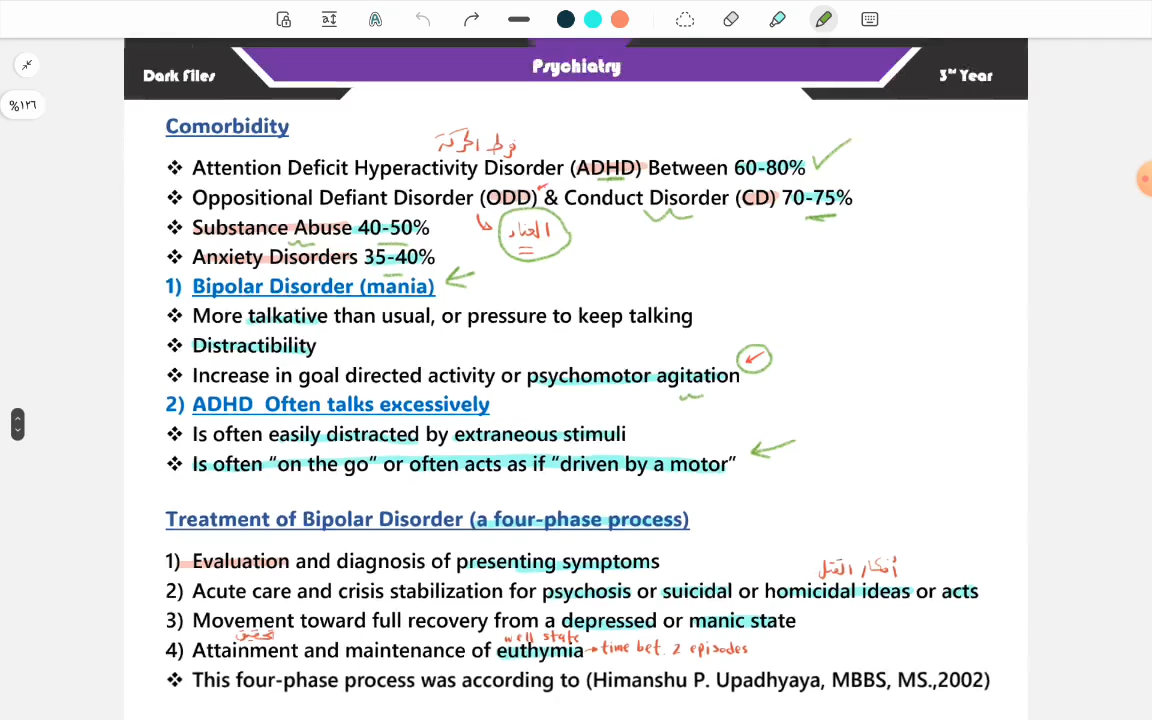 Psychiatry
Dark Files
3rd Year
%١٢٦
Comorbidity
فرط الحركة
❖ Attention Deficit Hyperactivity Disorder (ADHD) Between 60-80%
❖ Oppositional Defiant Disorder (ODD) & Conduct Disorder (CD) 70-75%
❖ Substance Abuse 40-50%
العناد
❖ Anxiety Disorders 35-40%
1) Bipolar Disorder (mania)
❖ More talkative than usual, or pressure to keep talking
❖ Distractibility
❖ Increase in goal directed activity or psychomotor agitation
2) ADHD Often talks excessively
❖ Is often easily distracted by extraneous stimuli
❖ Is often “on the go” or often acts as if “driven by a motor”
Treatment of Bipolar Disorder (a four-phase process)
1) Evaluation and diagnosis of presenting symptoms
أفكار القتل
2) Acute care and crisis stabilization for psychosis or suicidal or homicidal ideas or acts
3) Movement toward full recovery from a depressed or manic state
تحقيق well state
4) Attainment and maintenance of euthymia → time bet. 2 episodes
❖ This four-phase process was according to (Himanshu P. Upadhyaya, MBBS, MS.,2002)